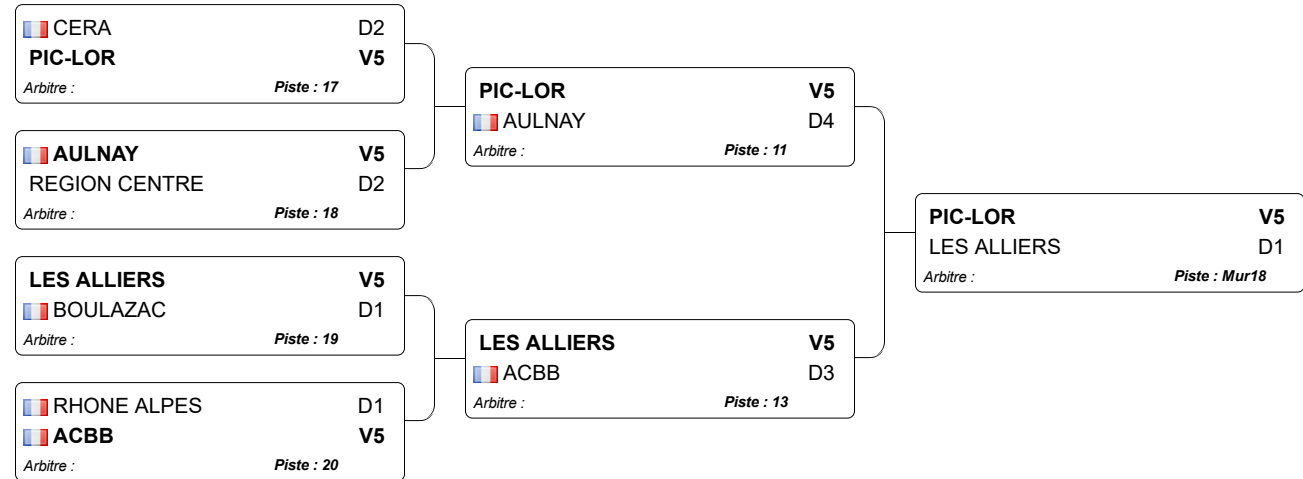 CERA D2
PIC-LOR V5
Arbitre : Piste : 17
AULNAY V5
REGION CENTRE D2
Arbitre : Piste : 18
LES ALLIERS V5
BOULAZAC D1
Arbitre : Piste : 19
RHONE ALPES D1
ACBB V5
Arbitre : Piste : 20
PIC-LOR V5
AULNAY D4
Arbitre : Piste : 11
LES ALLIERS V5
ACBB D3
Arbitre : Piste : 13
PIC-LOR V5
LES ALLIERS D1
Arbitre : Piste : Mur18